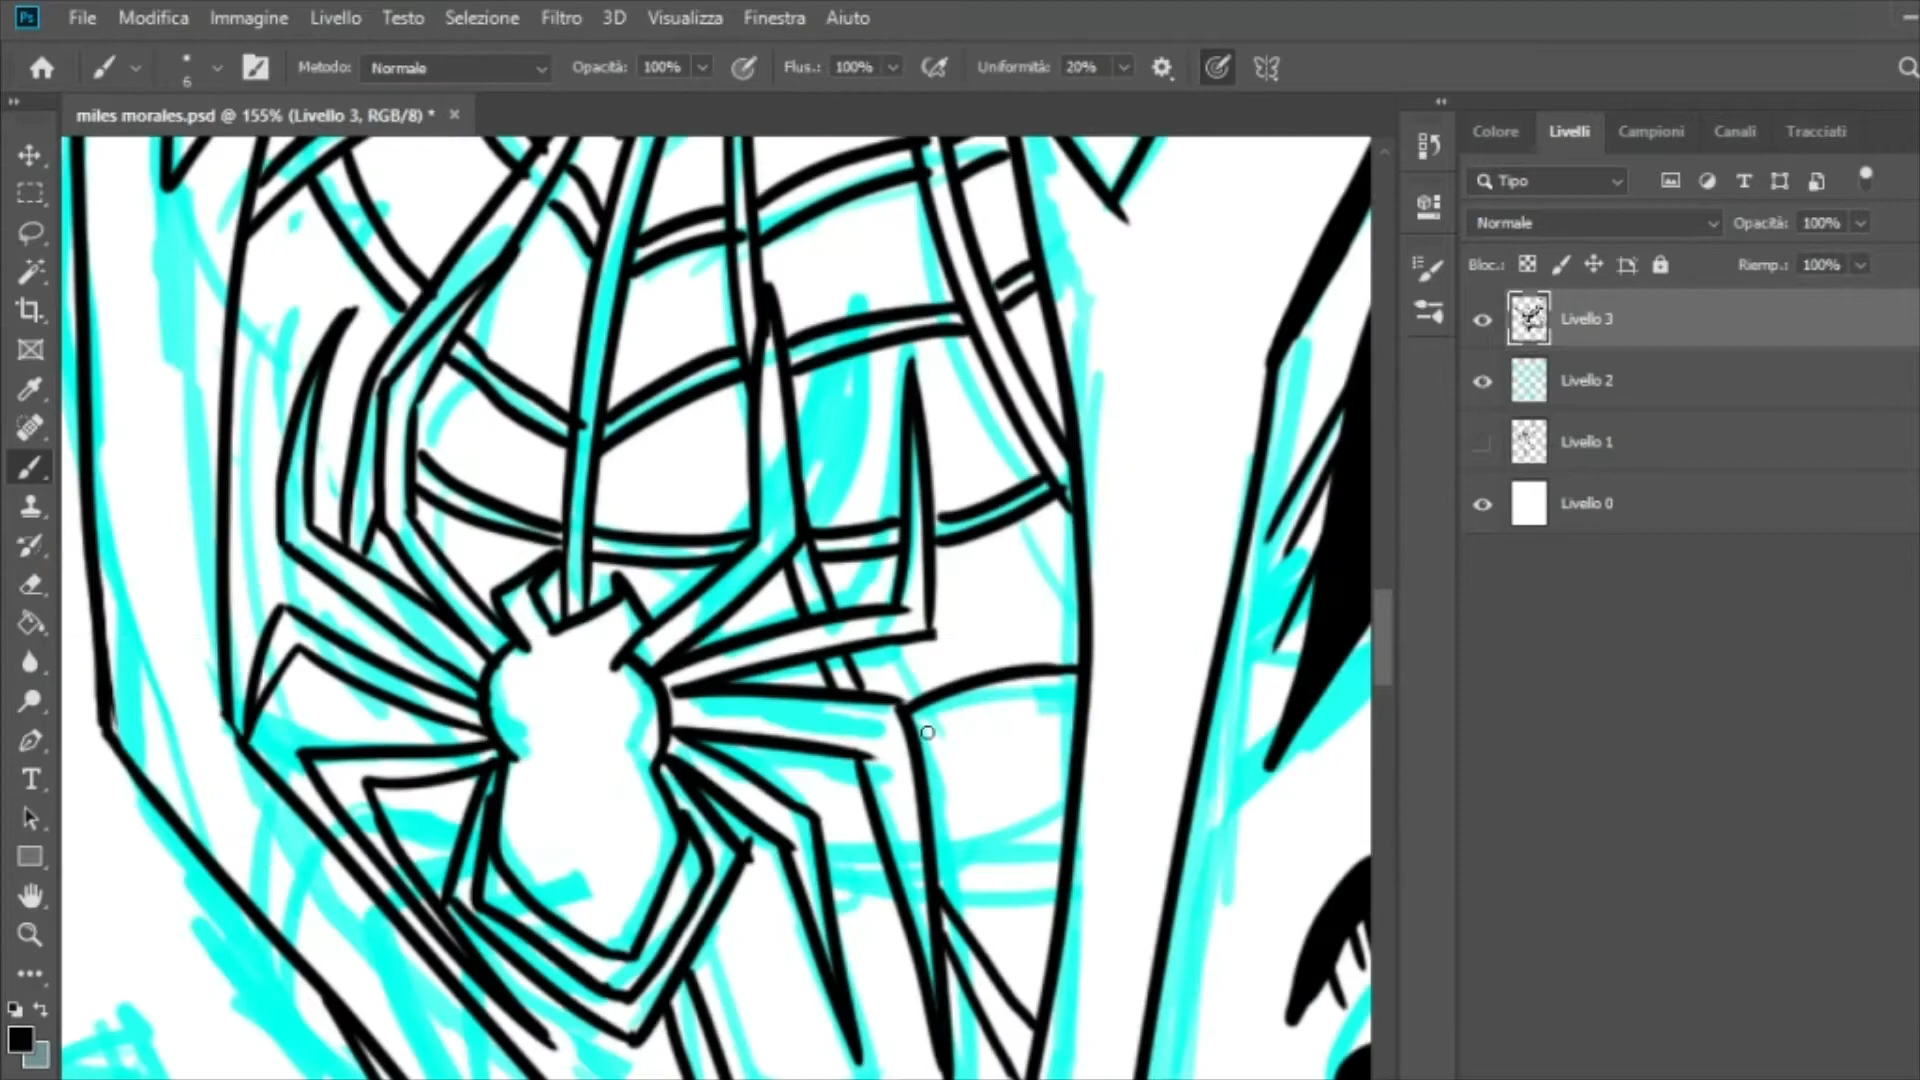 Ps File Modifica Immagine Livello Testo Selezione Filtro 3D Visualizza Finestra Aiuto
6 Metodo: Normale Opacità: 100% Flus.: 100% Uniformità: 20%
miles morales.psd @ 155% (Livello 3, RGB/8) *
Colore Livelli Campioni Canali Tracciati
Tipo
Normale Opacità: 100%
Bloc.: Riemp.: 100%
Livello 3
Livello 2
Livello 1
Livello 0